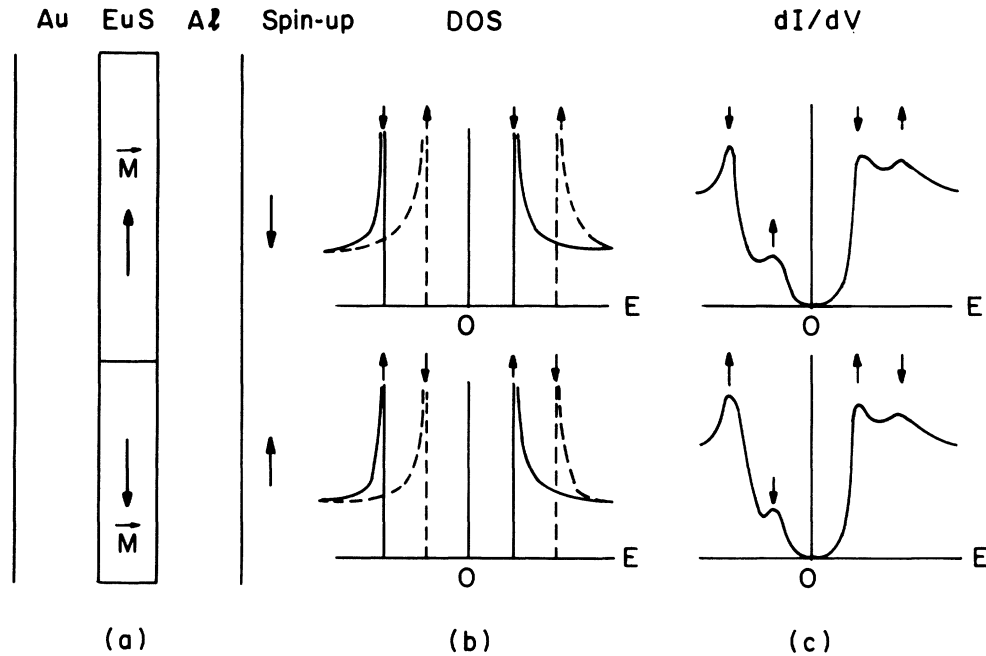 Au EuS Al Spin-up DOS dI/dV
M
O E
O E
M
O E
O E
(a) (b) (c)